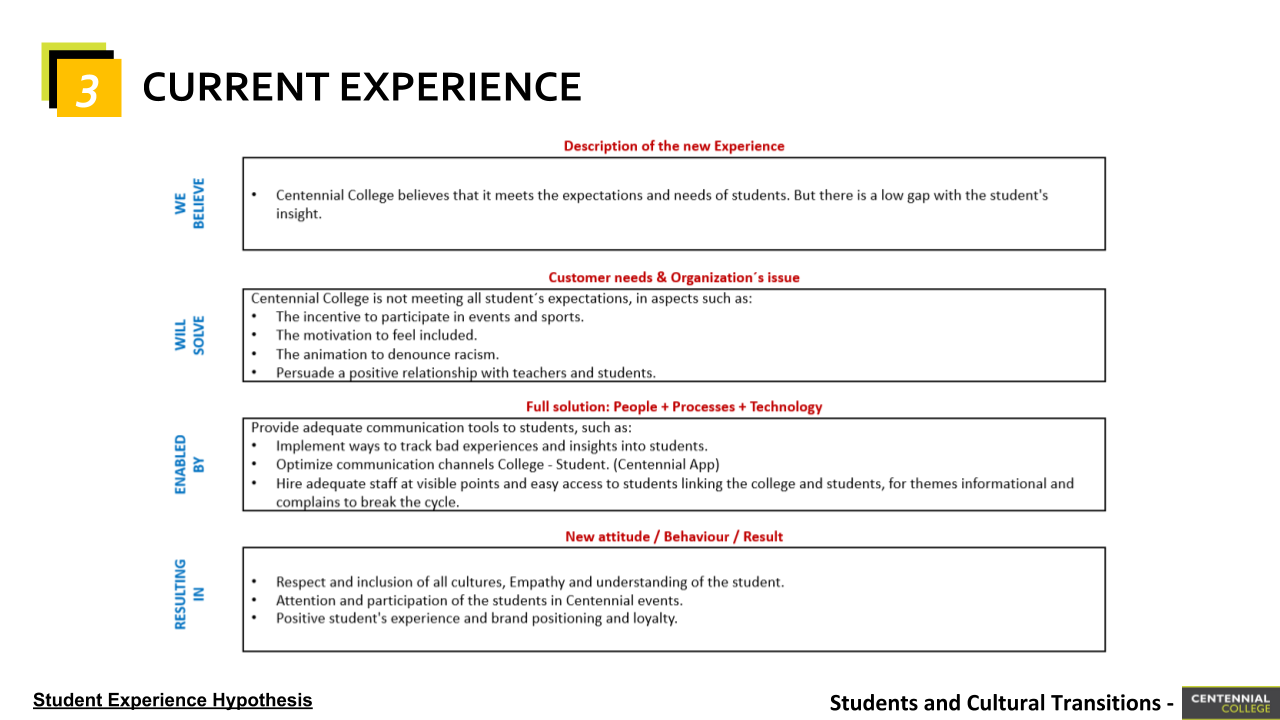 3
CURRENT EXPERIENCE
Description of the new Experience
WE
BELIEVE
• Centennial College believes that it meets the expectations and needs of students. But there is a low gap with the student's
insight.
Customer needs & Organization´s issue
WILL
SOLVE
Centennial College is not meeting all student´s expectations, in aspects such as:
• The incentive to participate in events and sports.
• The motivation to feel included.
• The animation to denounce racism.
• Persuade a positive relationship with teachers and students.
Full solution: People + Processes + Technology
ENABLED
BY
Provide adequate communication tools to students, such as:
• Implement ways to track bad experiences and insights into students.
• Optimize communication channels College - Student. (Centennial App)
• Hire adequate staff at visible points and easy access to students linking the college and students, for themes informational and
complains to break the cycle.
New attitude / Behaviour / Result
RESULTING
IN
• Respect and inclusion of all cultures, Empathy and understanding of the student.
• Attention and participation of the students in Centennial events.
• Positive student's experience and brand positioning and loyalty.
Student Experience Hypothesis
Students and Cultural Transitions -
CENTENNIAL
COLLEGE